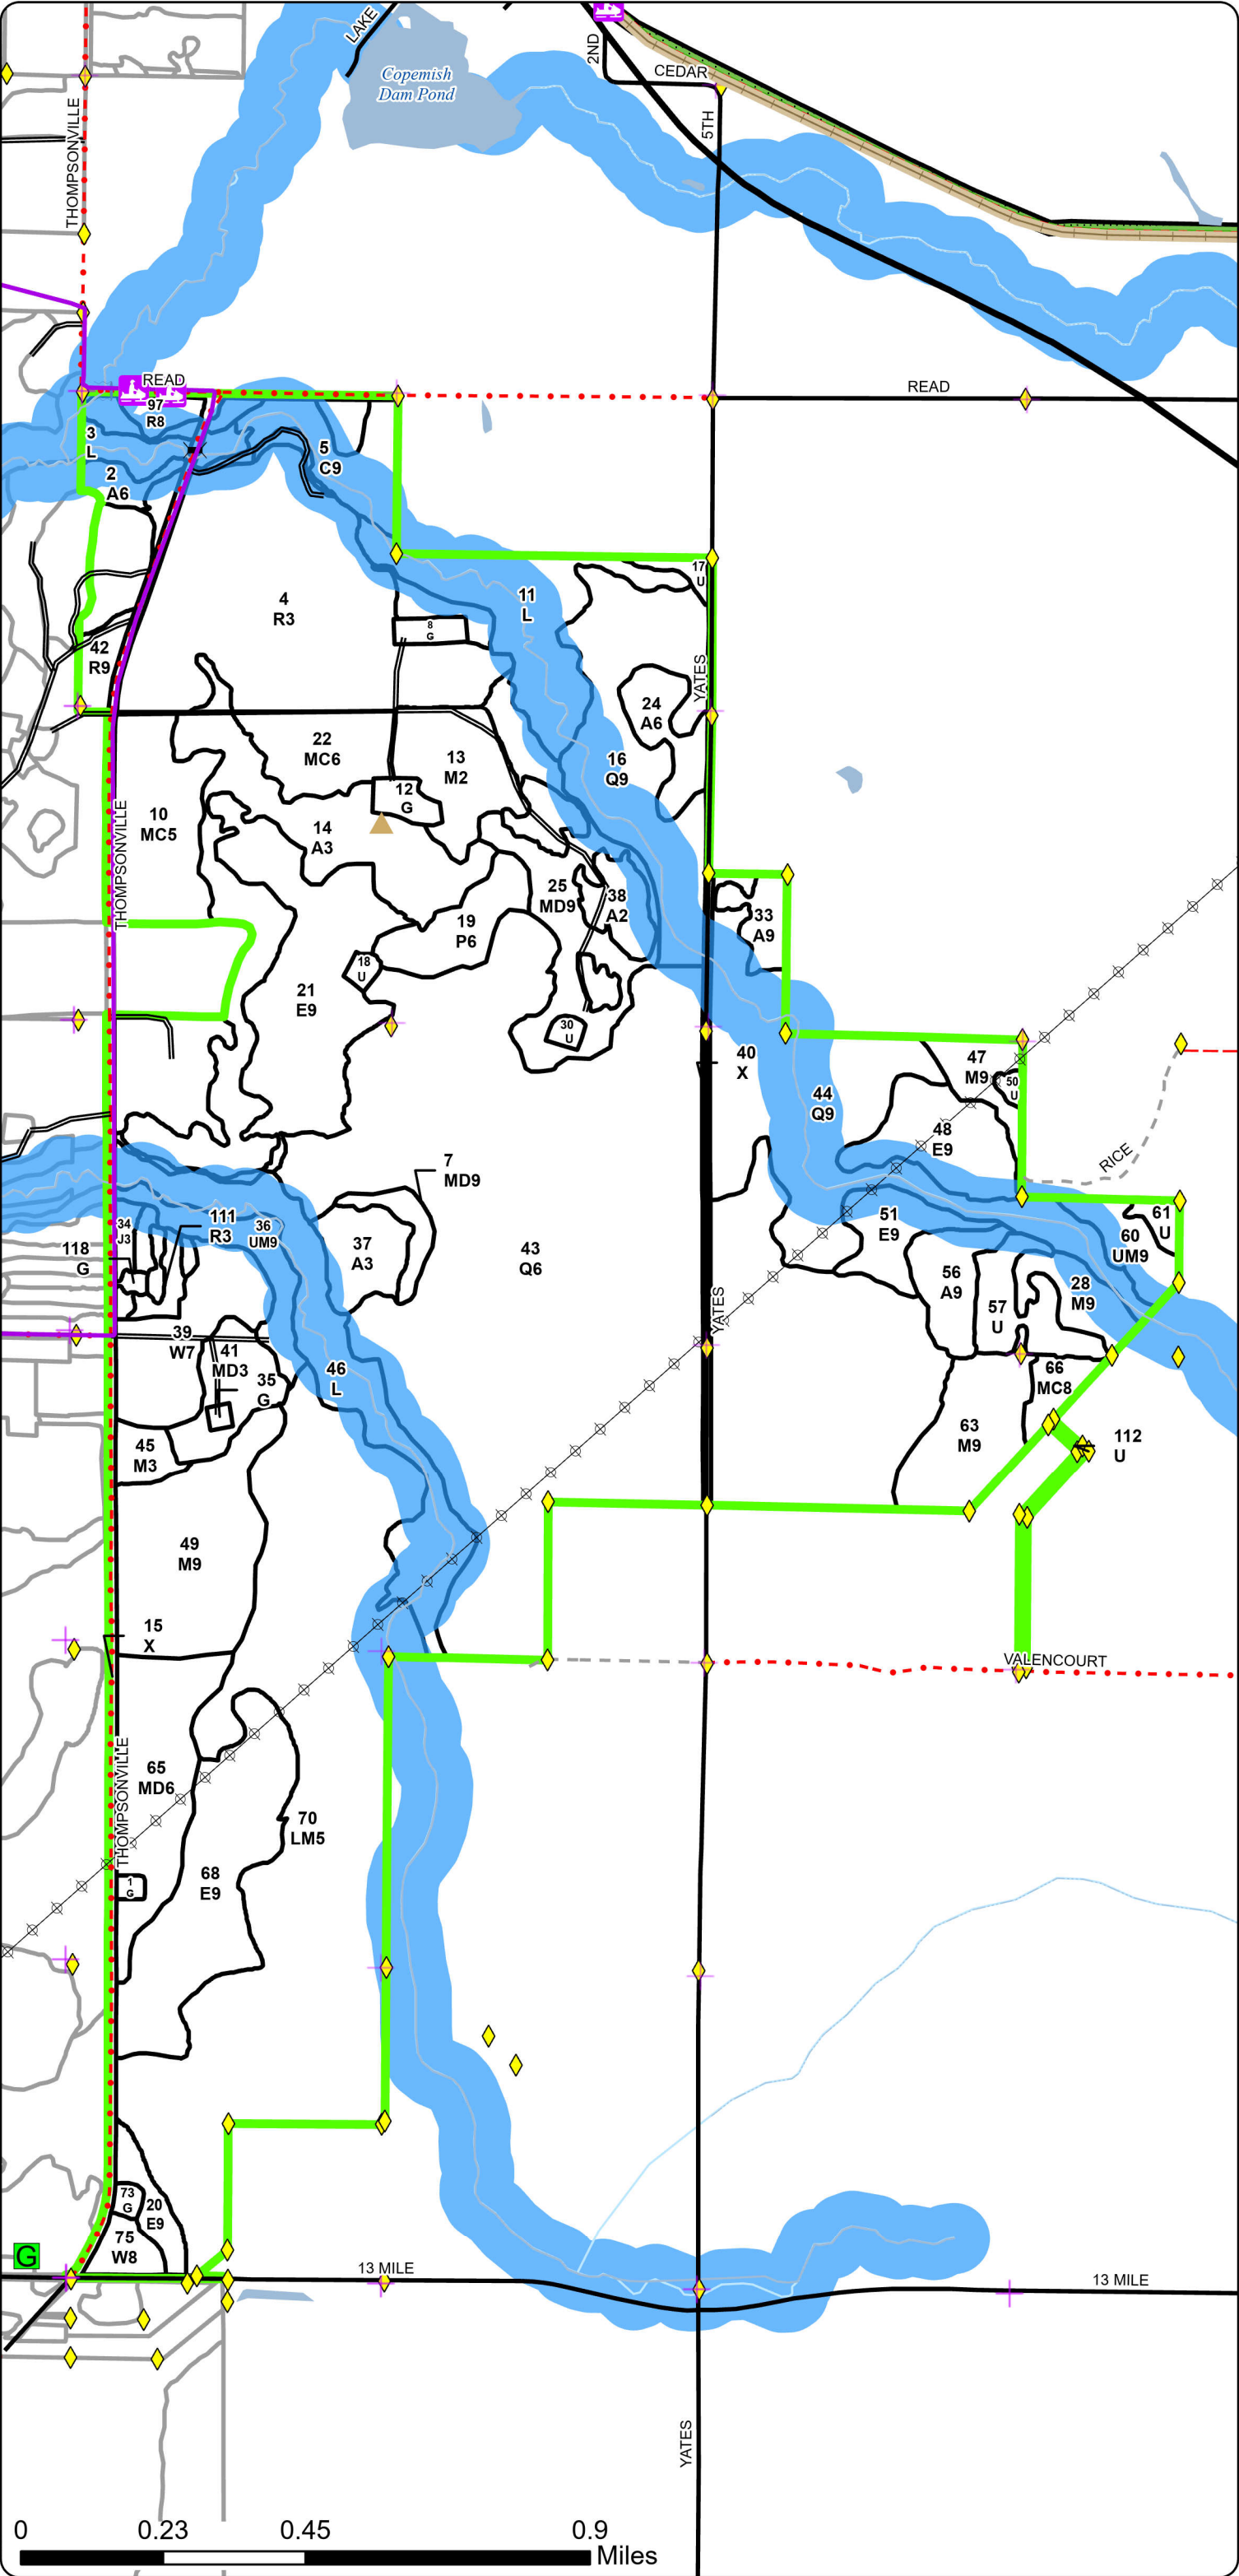 LAKE
Copemish
Dam Pond
2ND
CEDAR
5TH
THOMPSONVILLE
READ
READ
97
R8
3
L
2
A6
5
C9
17
U
11
L
4
R3
8
G
42
R9
YATES
24
A6
22
MC6
13
M2
16
Q9
12
G
10
MC5
14
A3
THOMPSONVILLE
25
MD9
38
A2
33
A9
19
P6
18
U
21
E9
30
U
40
X
47
M9
50
U
44
Q9
48
E9
RICE
7
MD9
111
R3
34
U3
36
UM9
118
G
37
A3
43
Q6
51
E9
61
U
60
UM9
56
A9
28
M9
57
U
YATES
39
W7
41
MD3
35
G
46
L
66
MC8
45
M3
63
M9
112
U
49
M9
15
X
VALENCOURT
65
MD6
THOMPSONVILLE
70
LM5
68
E9
1
G
73
G
20
E9
75
W8
G
13 MILE
13 MILE
YATES
0 0.23 0.45 0.9
Miles